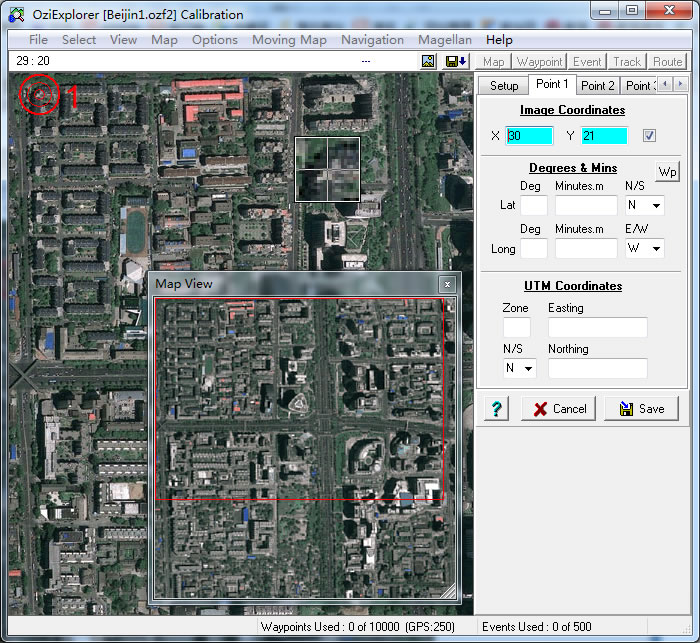 OziExplorer [Beijin1.ozf2] Calibration
File Select View Map Options Moving Map Navigation Magellan Help
29 : 20 --- Map Waypoint Event Track Route
Setup Point 1 Point 2 Point
1
Image Coordinates
X 30 Y 21
Degrees & Mins Wp
Deg Minutes.m N/S
Lat N
Deg Minutes.m E/W
Long W
Map View
UTM Coordinates
Zone Easting
N/S Northing
N
? Cancel Save
Waypoints Used : 0 of 10000 (GPS:250) Events Used : 0 of 500